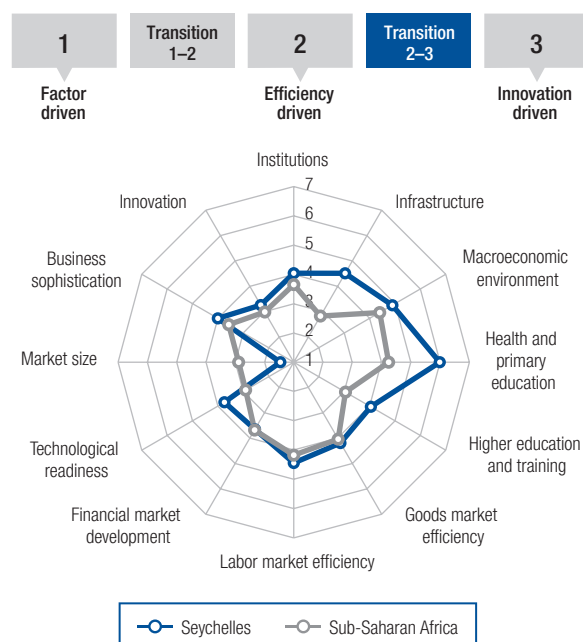 1
Transition
1–2
2
Transition
2–3
3
Factor
driven
Efficiency
driven
Innovation
driven
Institutions
Infrastructure
Macroeconomic
environment
Health and
primary
education
Higher education
and training
Goods market
efficiency
Labor market efficiency
Financial market
development
Technological
readiness
Market size
Business
sophistication
Innovation
7
6
5
4
3
2
1
Seychelles
Sub-Saharan Africa